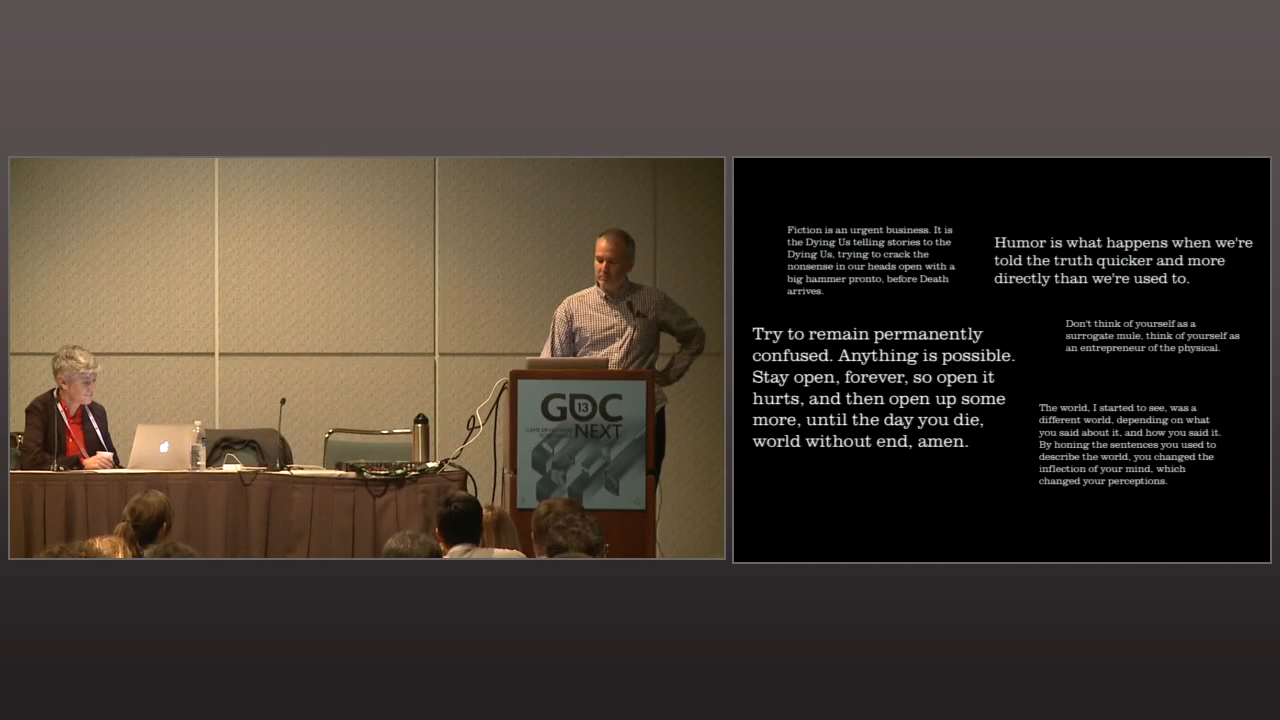 GDC
13
NEXT
Fiction is an urgent business. It is
the Dying Us telling stories to the
Dying Us, trying to crack the
nonsense in our heads open with a
big hammer pronto, before Death
arrives.
Humor is what happens when we're
told the truth quicker and more
directly than we're used to.
Try to remain permanently
confused. Anything is possible.
Stay open, forever, so open it
hurts, and then open up some
more, until the day you die,
world without end, amen.
Don't think of yourself as a
surrogate mule, think of yourself as
an entrepreneur of the physical.
The world, I started to see, was a
different world, depending on what
you said about it, and how you said it.
By honing the sentences you used to
describe the world, you changed the
inflection of your mind, which
changed your perceptions.